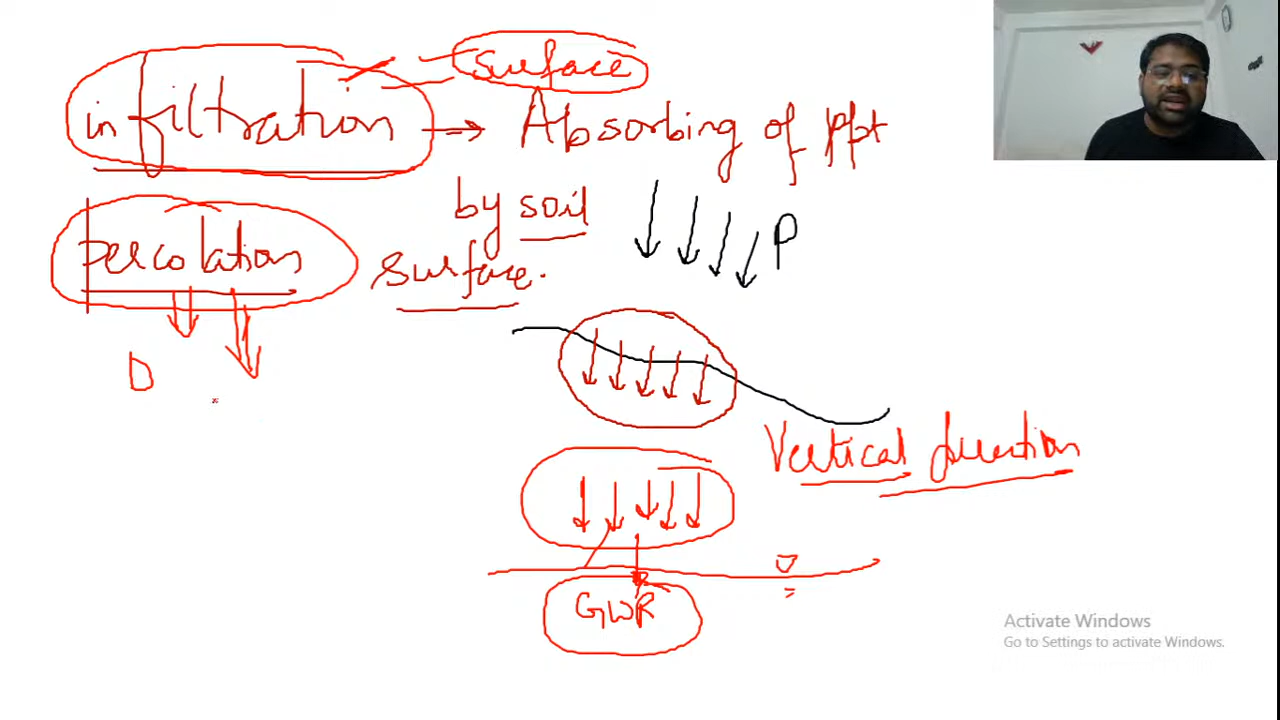 surface
infiltration → Absorbing of ppt
by soil
surface.
percolation
P
D
Vertical direction
GWR
Activate Windows
Go to Settings to activate Windows.